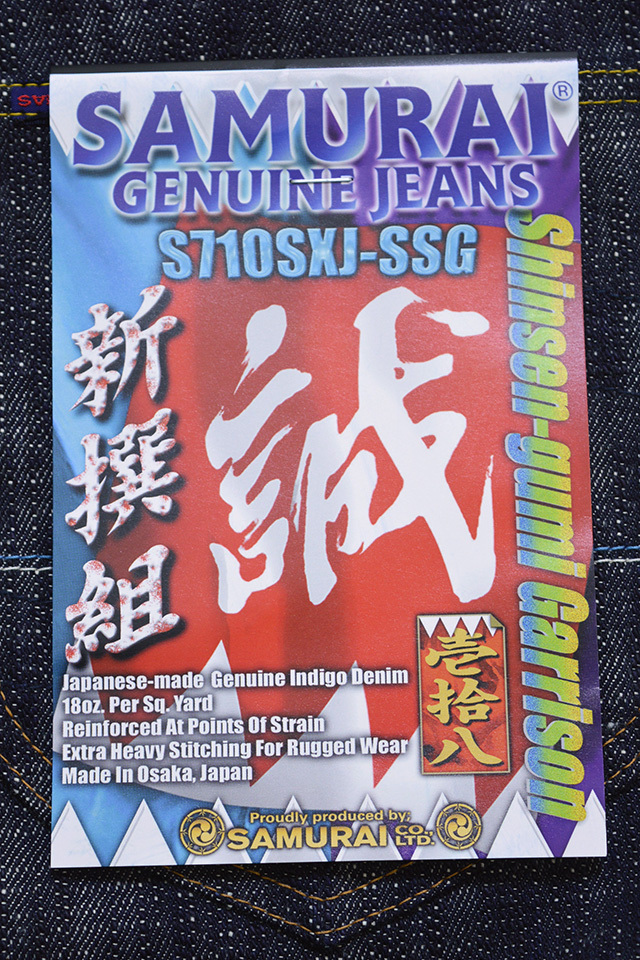 SAMURAI®
GENUINE JEANS
S710SXJ-SSG
Shinsen-gumi Garrison
新撰組
誠
壱拾八
Japanese-made Genuine Indigo Denim
18oz. Per Sq. Yard
Reinforced At Points Of Strain
Extra Heavy Stitching For Rugged Wear
Made In Osaka, Japan
Proudly produced by;
SAMURAI CO., LTD.